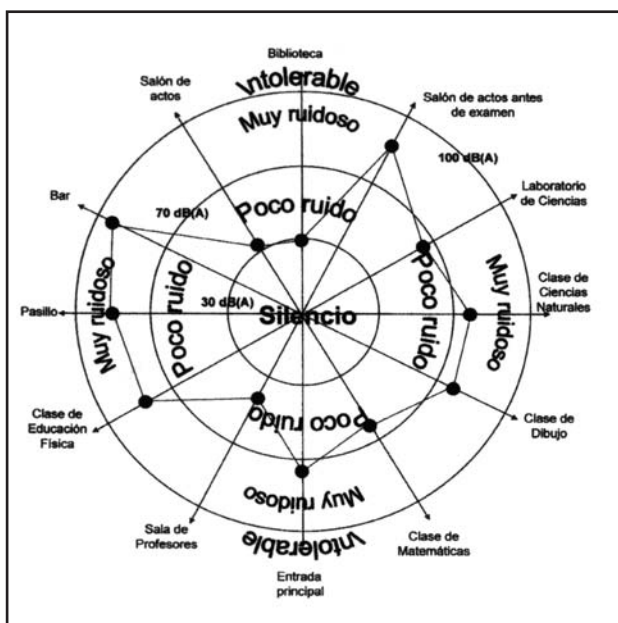 Biblioteca
Intolerable
Salón de
actos
Muy ruidoso
Salón de actos antes
de examen
100 dB(A)
Laboratorio
de Ciencias
Bar
70 dB(A)
Poco ruido
Poco ruido
Muy ruidoso
Clase de
Ciencias
Naturales
Pasillo
Muy ruidoso
Poco ruido
30 dB(A)
Silencio
Clase de
Educación
Física
Poco ruido
Clase de
Dibujo
Muy ruidoso
Sala de
Profesores
Intolerable
Clase de
Matemáticas
Entrada
principal